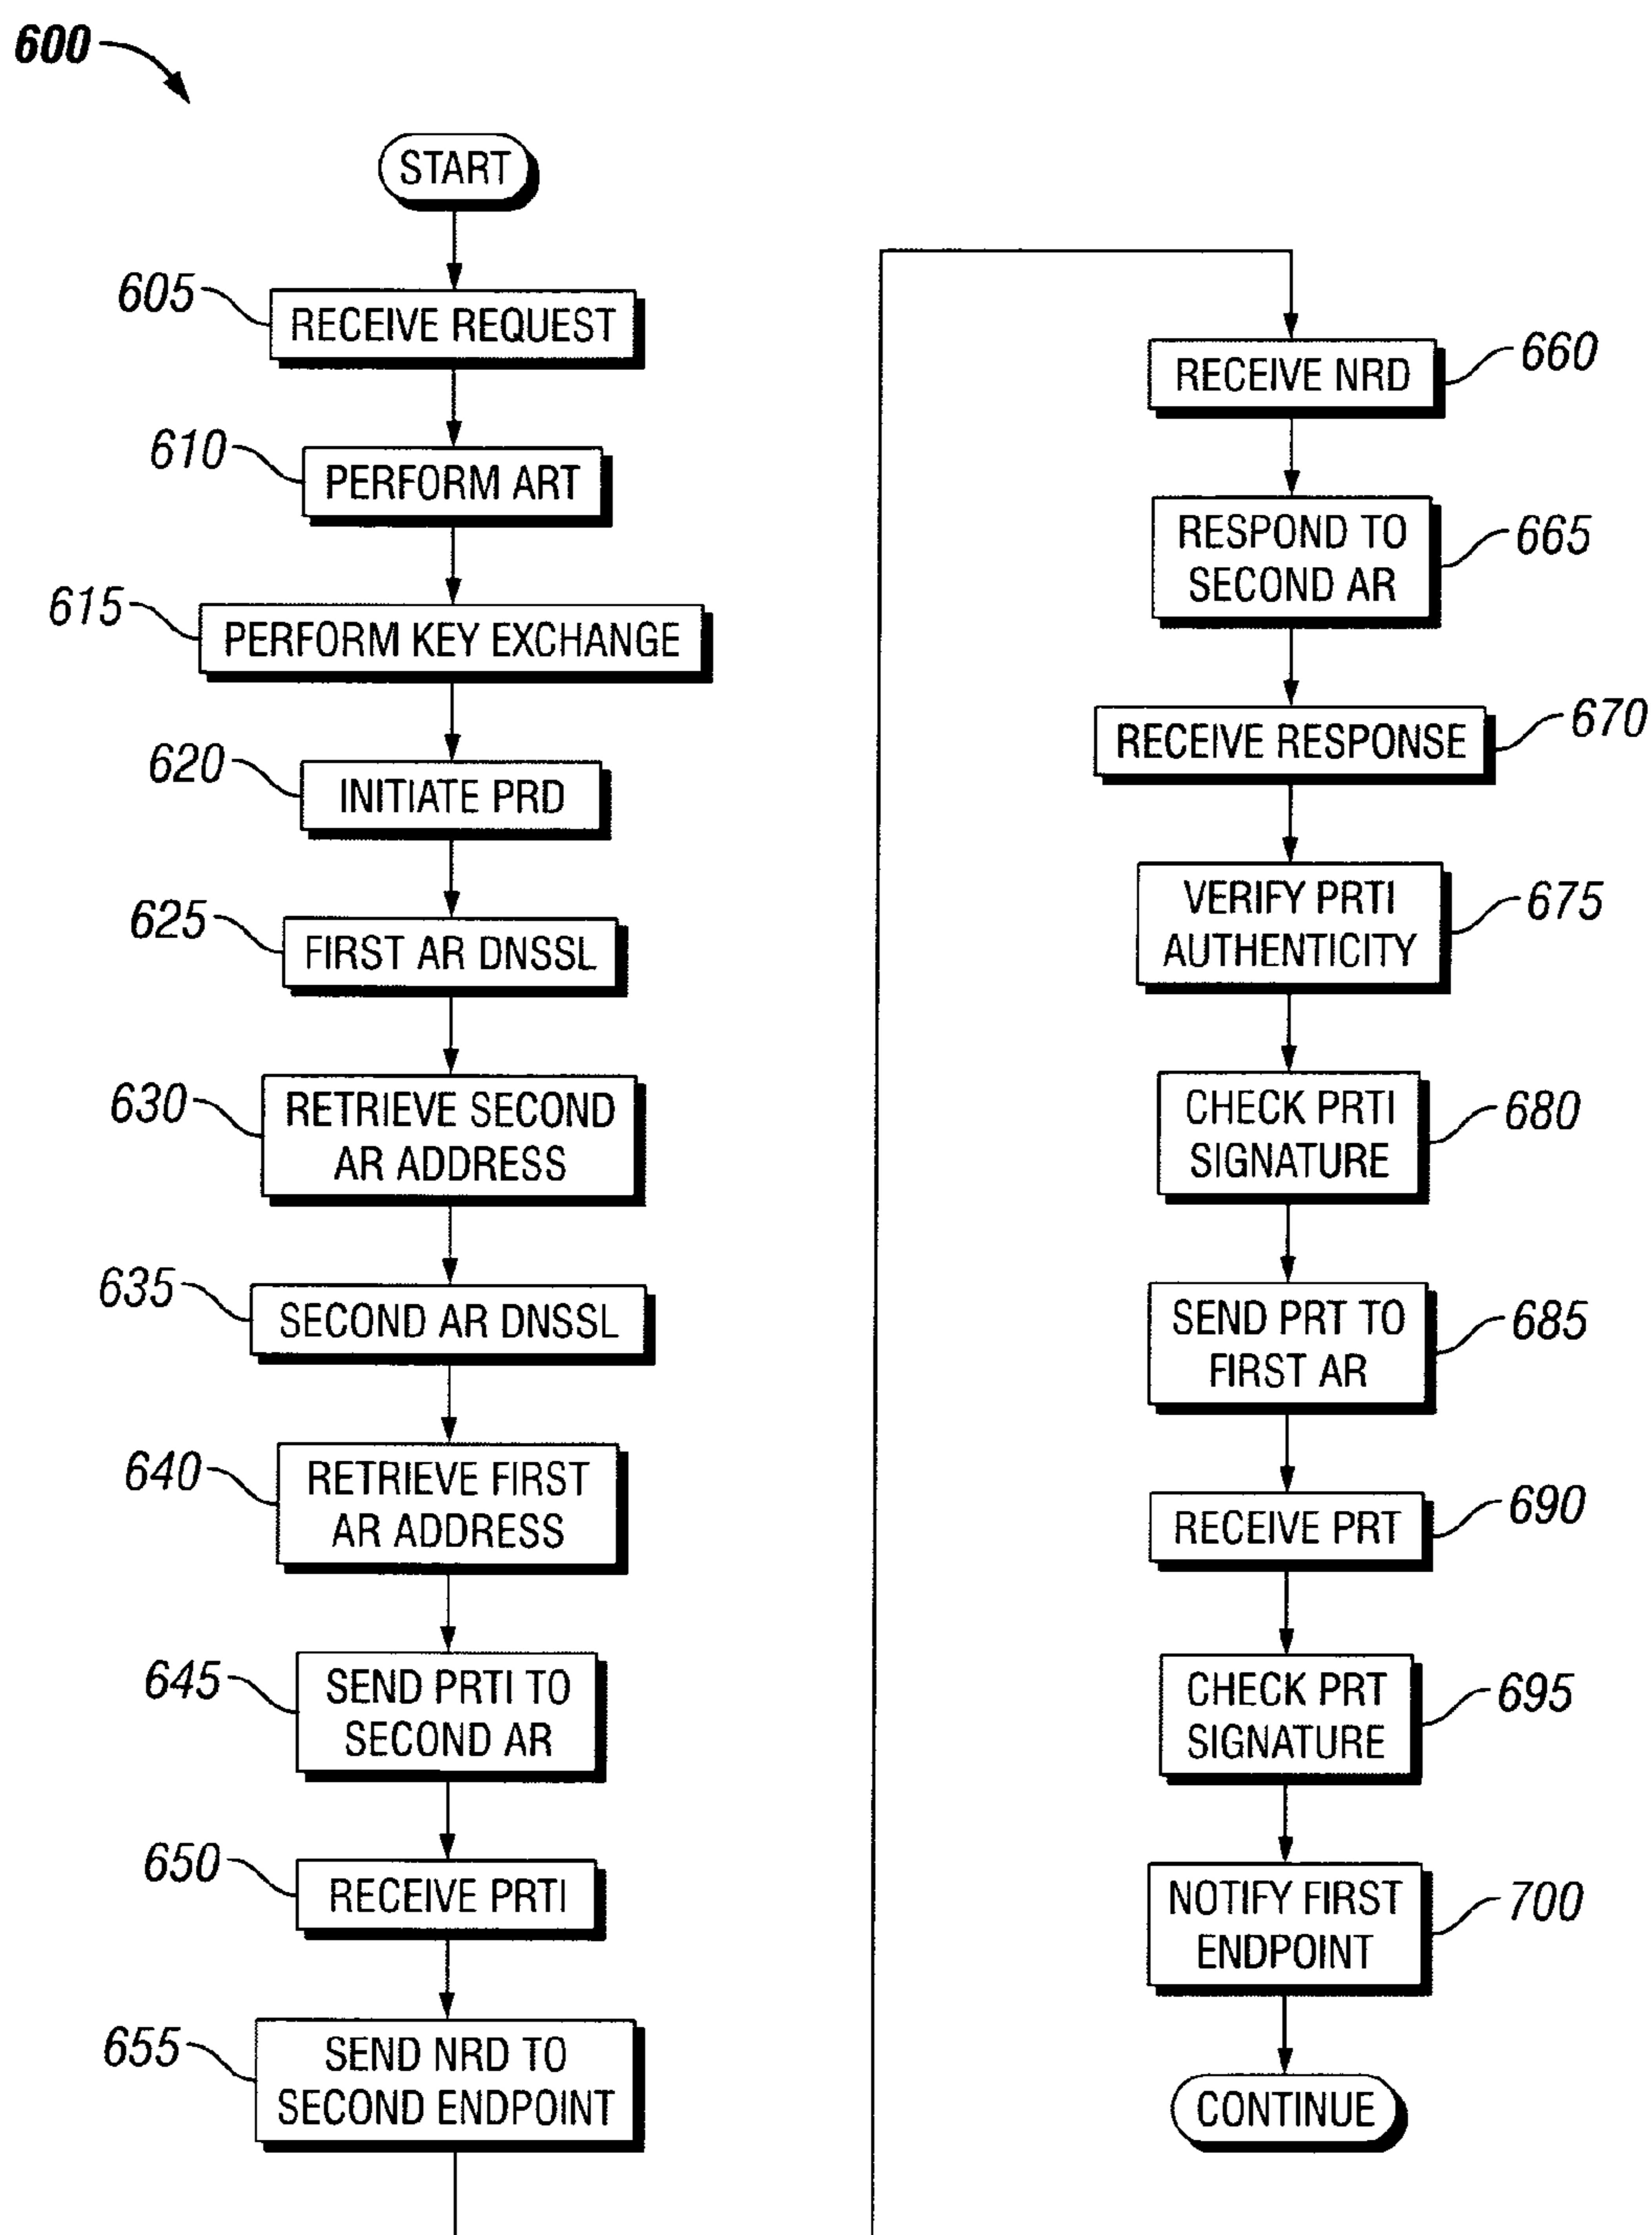 600
START
605
RECEIVE REQUEST
610
PERFORM ART
615
PERFORM KEY EXCHANGE
620
INITIATE PRD
625
FIRST AR DNSSL
630
RETRIEVE SECOND
AR ADDRESS
635
SECOND AR DNSSL
640
RETRIEVE FIRST
AR ADDRESS
645
SEND PRTI TO
SECOND AR
650
RECEIVE PRTI
655
SEND NRD TO
SECOND ENDPOINT
RECEIVE NRD
660
RESPOND TO
SECOND AR
665
RECEIVE RESPONSE
670
VERIFY PRTI
AUTHENTICITY
675
CHECK PRTI
SIGNATURE
680
SEND PRT TO
FIRST AR
685
RECEIVE PRT
690
CHECK PRT
SIGNATURE
695
NOTIFY FIRST
ENDPOINT
700
CONTINUE